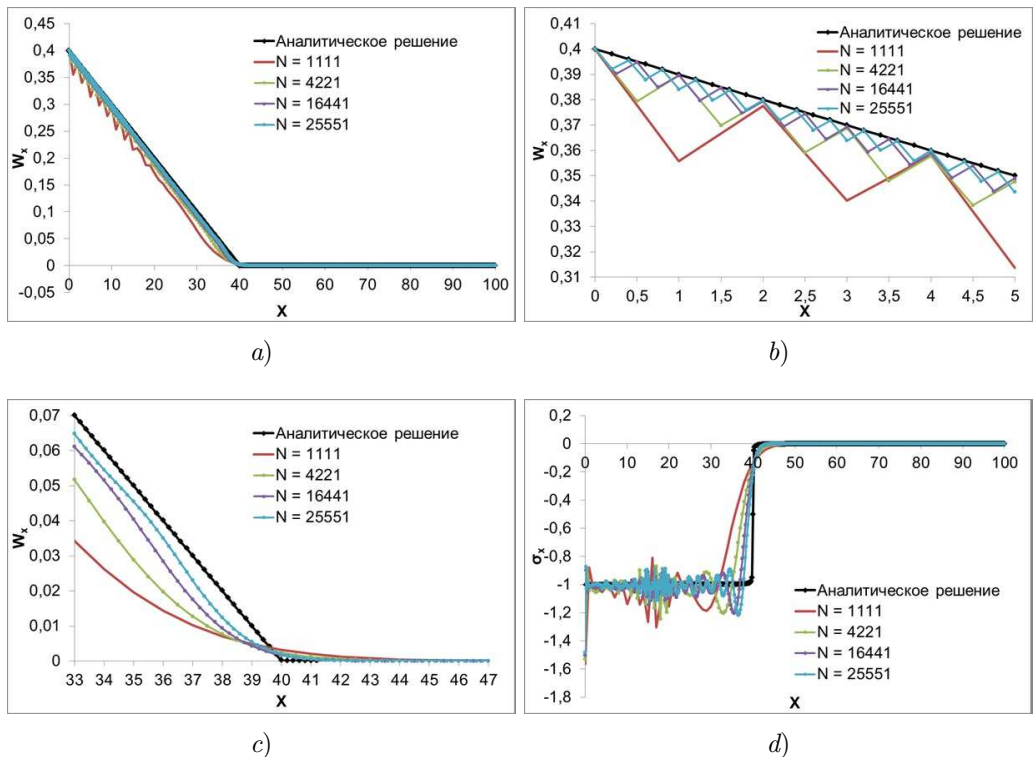 0,45
0,4
0,35
0,3
0,25
0,2
0,15
0,1
0,05
0
-0,05
Wx
0 10 20 30 40 50 60 70 80 90 100
X
Аналитическое решение
N = 1111
N = 4221
N = 16441
N = 25551
a)
0,41
0,4
0,39
0,38
0,37
0,36
0,35
0,34
0,33
0,32
0,31
Wx
0 0,5 1 1,5 2 2,5 3 3,5 4 4,5 5
X
Аналитическое решение
N = 1111
N = 4221
N = 16441
N = 25551
b)
0,07
0,06
0,05
0,04
0,03
0,02
0,01
0
Wx
33 34 35 36 37 38 39 40 41 42 43 44 45 46 47
X
Аналитическое решение
N = 1111
N = 4221
N = 16441
N = 25551
c)
0,2
0
-0,2
-0,4
-0,6
-0,8
-1
-1,2
-1,4
-1,6
-1,8
σx
0 10 20 30 40 50 60 70 80 90 100
X
Аналитическое решение
N = 1111
N = 4221
N = 16441
N = 25551
d)